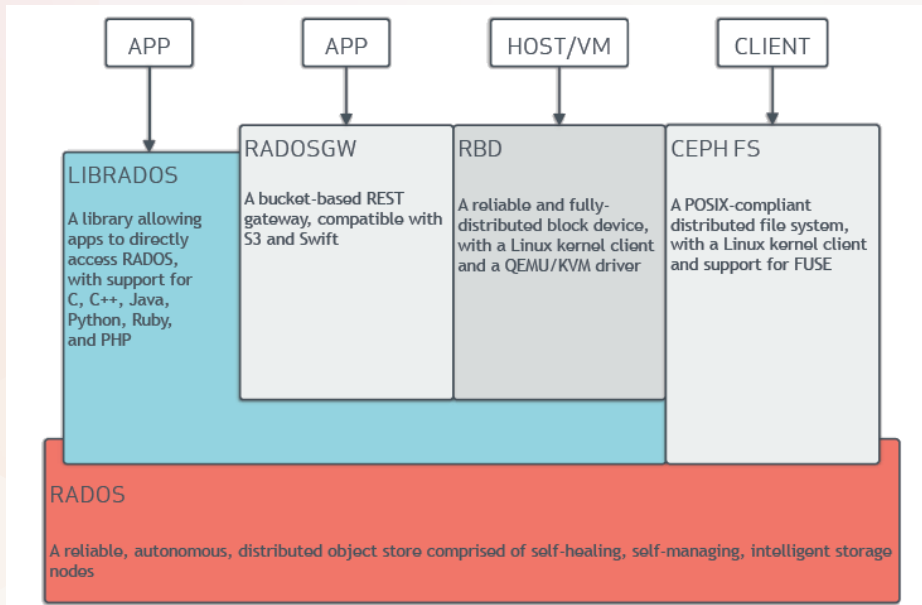 APP
APP
HOST/VM
CLIENT
LIBRADOS
A library allowing
apps to directly
access RADOS,
with support for
C, C++, Java,
Python, Ruby,
and PHP
RADOSGW
A bucket-based REST
gateway, compatible with
S3 and Swift
RBD
A reliable and fully-
distributed block device,
with a Linux kernel client
and a QEMU/KVM driver
CEPH FS
A POSIX-compliant
distributed file system,
with a Linux kernel client
and support for FUSE
RADOS
A reliable, autonomous, distributed object store comprised of self-healing, self-managing, intelligent storage
nodes